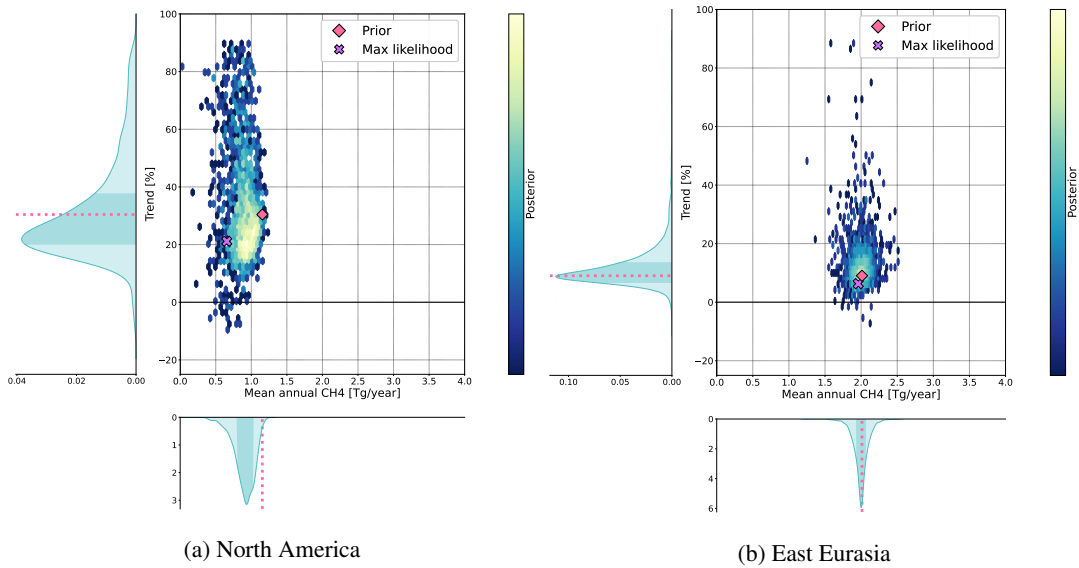 100
80
60
40
20
0
−20
Trend [%]
Prior
Max likelihood
0.04 0.02 0.00
0.0 0.5 1.0 1.5 2.0 2.5 3.0 3.5 4.0
Mean annual CH4 [Tg/year]
Posterior
0
1
2
3
(a) North America
100
80
60
40
20
0
−20
Trend [%]
Prior
Max likelihood
0.10 0.05 0.00
0.0 0.5 1.0 1.5 2.0 2.5 3.0 3.5 4.0
Mean annual CH4 [Tg/year]
Posterior
0
2
4
6
(b) East Eurasia